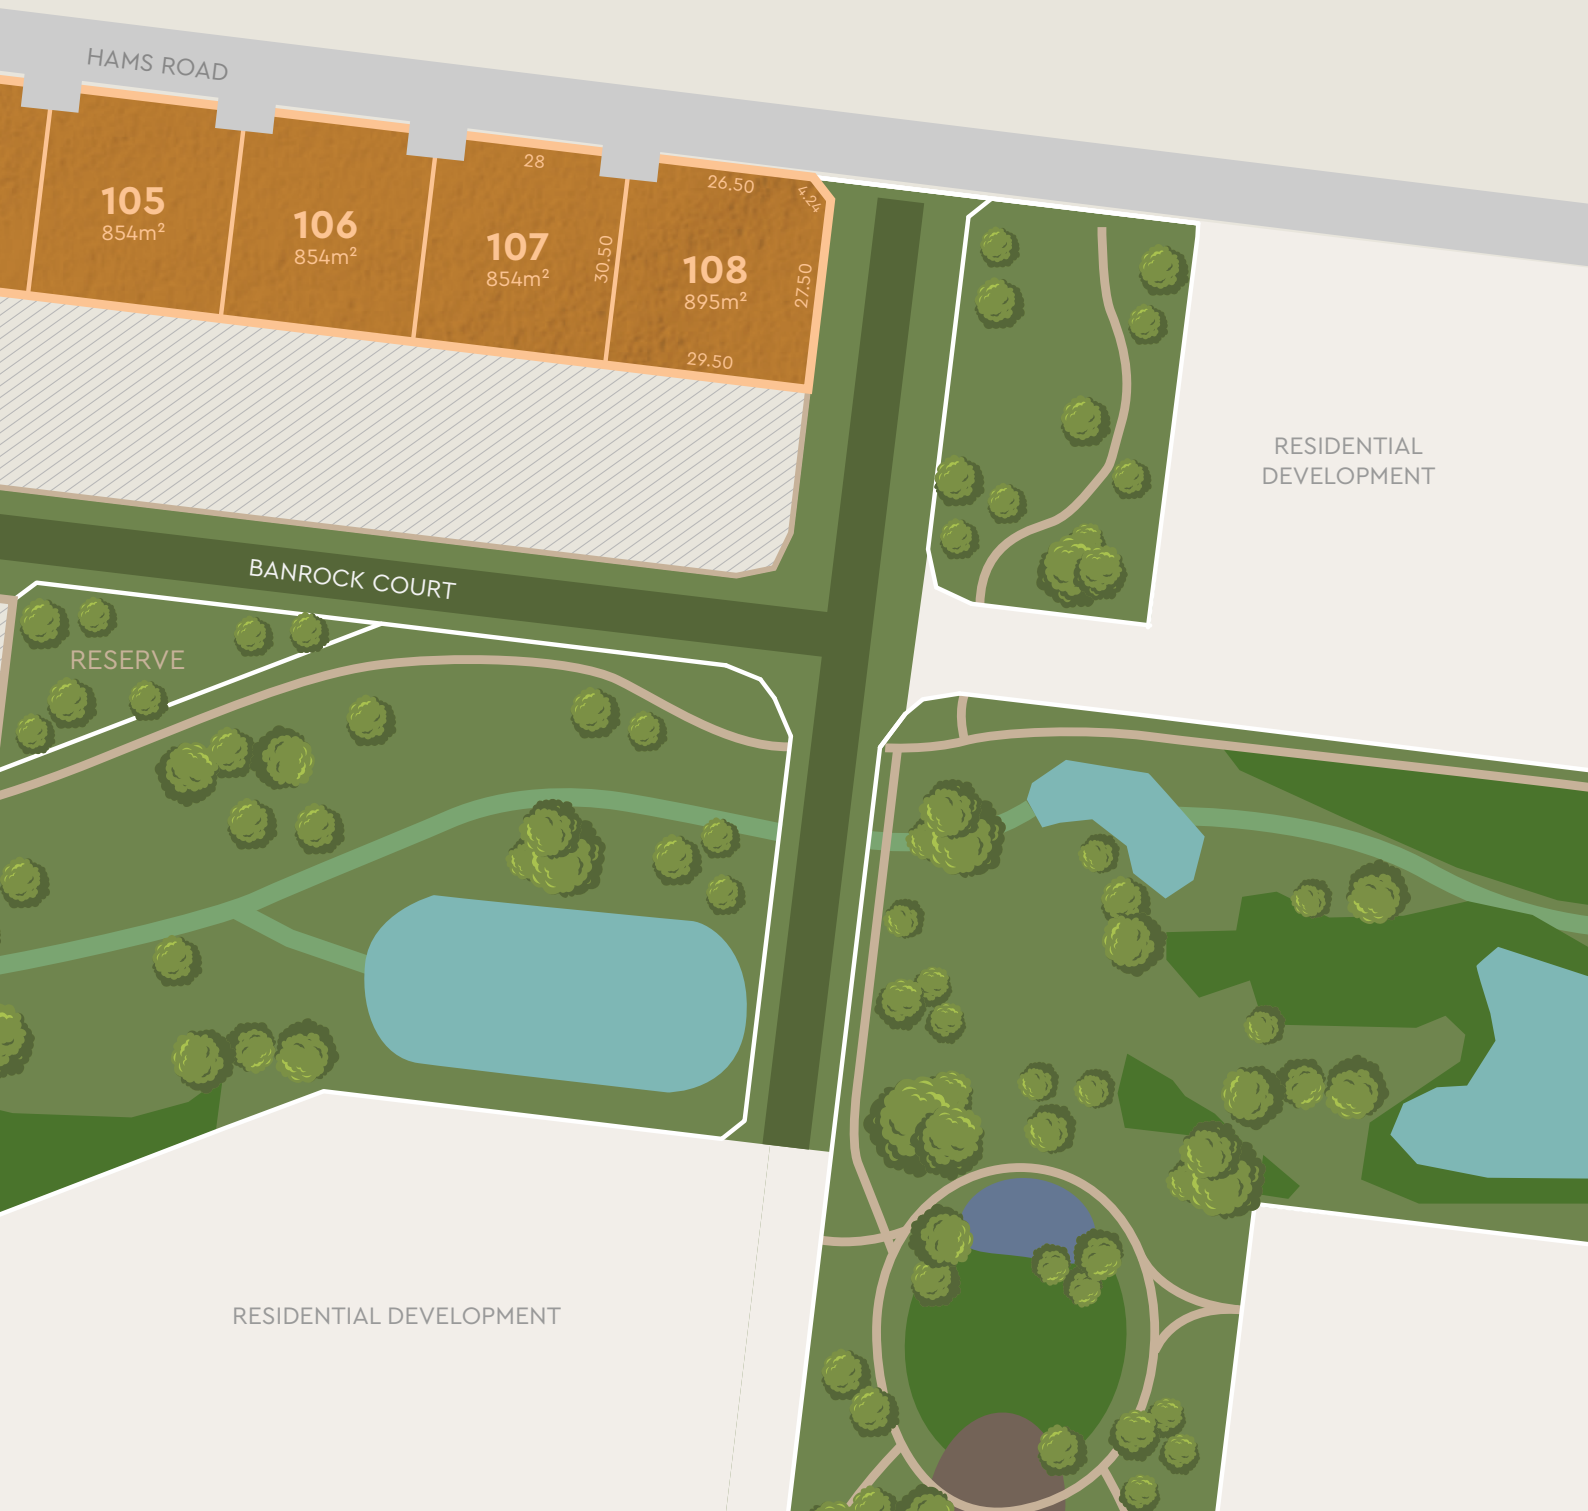 HAMS ROAD
105
854m²
106
854m²
28
107
854m²
30.50
26.50
4.24
108
895m²
27.50
29.50
RESIDENTIAL
DEVELOPMENT
BANROCK COURT
RESERVE
RESIDENTIAL DEVELOPMENT